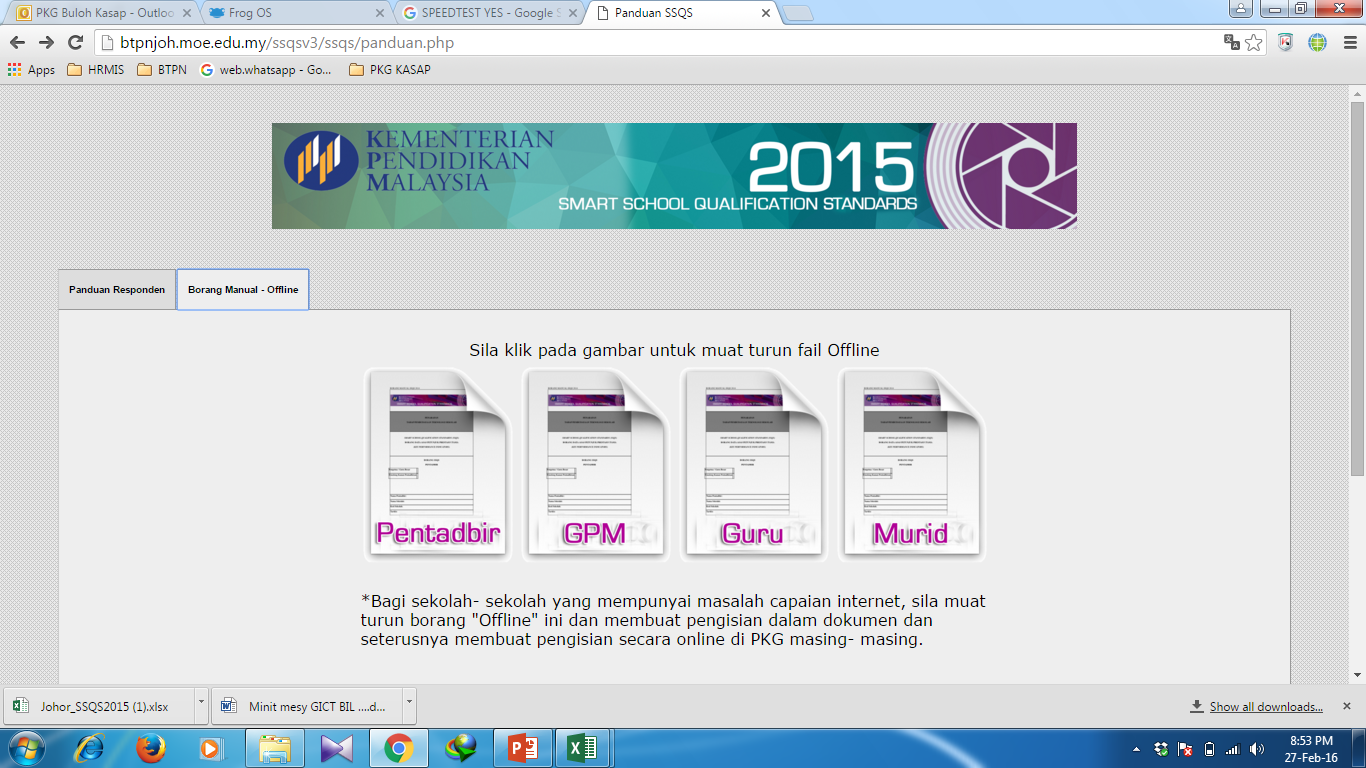 PKG Buloh Kasap - Outloo
Frog OS
SPEEDTEST YES - Google S
Panduan SSQS
btpnjoh.moe.edu.my/ssqsv3/ssqs/panduan.php
Apps
HRMIS
BTPN
web.whatsapp - Go...
PKG KASAP
KEMENTERIAN
PENDIDIKAN
MALAYSIA
2015
SMART SCHOOL QUALIFICATION STANDARDS
Panduan Responden
Borang Manual - Offline
Sila klik pada gambar untuk muat turun fail Offline
Pentadbir
GPM
Guru
Murid
*Bagi sekolah- sekolah yang mempunyai masalah capaian internet, sila muat
turun borang "Offline" ini dan membuat pengisian dalam dokumen dan
seterusnya membuat pengisian secara online di PKG masing- masing.
Johor_SSQS2015 (1).xlsx
Minit mesy GICT BIL ....d...
Show all downloads...
8:53 PM
27-Feb-16